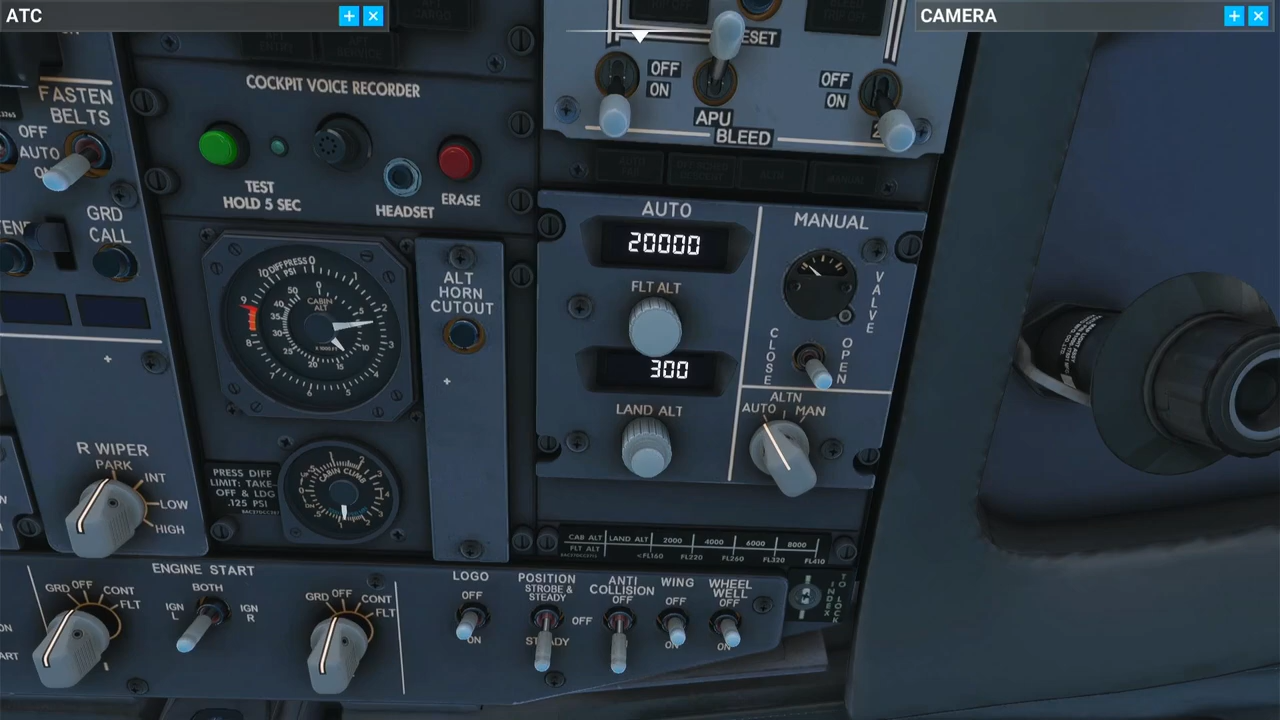 ATC
CAMERA
FASTEN
BELTS
OFF
AUTO
ON
GRD
CALL
COCKPIT VOICE RECORDER
TEST
HOLD 5 SEC
HEADSET
ERASE
RESET
OFF
ON
APU
BLEED
OFF
ON
2
DIFF PRESS
PSI
CABIN
ALT
ALT
HORN
CUTOUT
AUTO
20000
FLT ALT
300
LAND ALT
MANUAL
VALVE
CLOSE
OPEN
ALTN
AUTO
MAN
R WIPER
PARK
INT
LOW
HIGH
PRESS DIFF
LIMIT: TAKE-
OFF & LDG
.125 PSI
CABIN CLIMB
CAB ALT LAND ALT 2000 4000 6000 8000
FLT ALT <FL160 FL220 FL260 FL320 FL410
ENGINE START
GRD OFF CONT
FLT
BOTH
IGN
L
IGN
R
GRD OFF CONT
FLT
LOGO
OFF
ON
POSITION
STROBE &
STEADY
OFF
STEADY
ANTI
COLLISION
OFF
WING
OFF
ON
WHEEL
WELL
OFF
ON
INDEX
TO LOCK